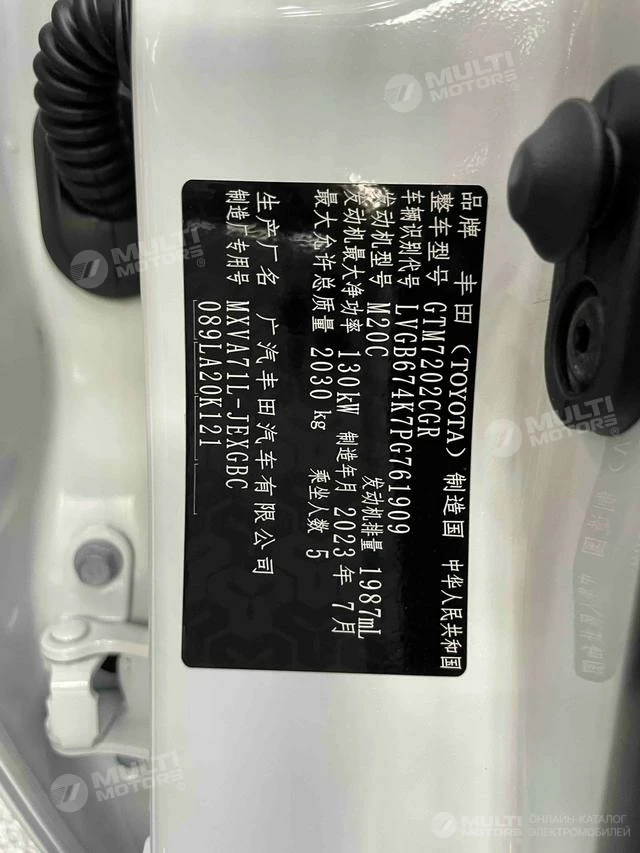 品牌 丰田 (TOYOTA) 制造国 中华人民共和国
整车型号 GTM7202CGR
车辆识别代号 LVGB674K7PG761909
发动机型号 M20C 发动机排量 1987mL
发动机最大净功率 130kW 制造年月 2023年7月
最大允许总质量 2030 kg 乘坐人数 5
生产厂名 广汽丰田汽车有限公司
制造厂专用号 MXVA71L-JEXGBC
089LA20K121
MULTI MOTORS
MULTI MOTORS
MULTI MOTORS
MULTI MOTORS
MULTI MOTORS ОНЛАЙН-КАТАЛОГ ЭЛЕКТРОМОБИЛЕЙ